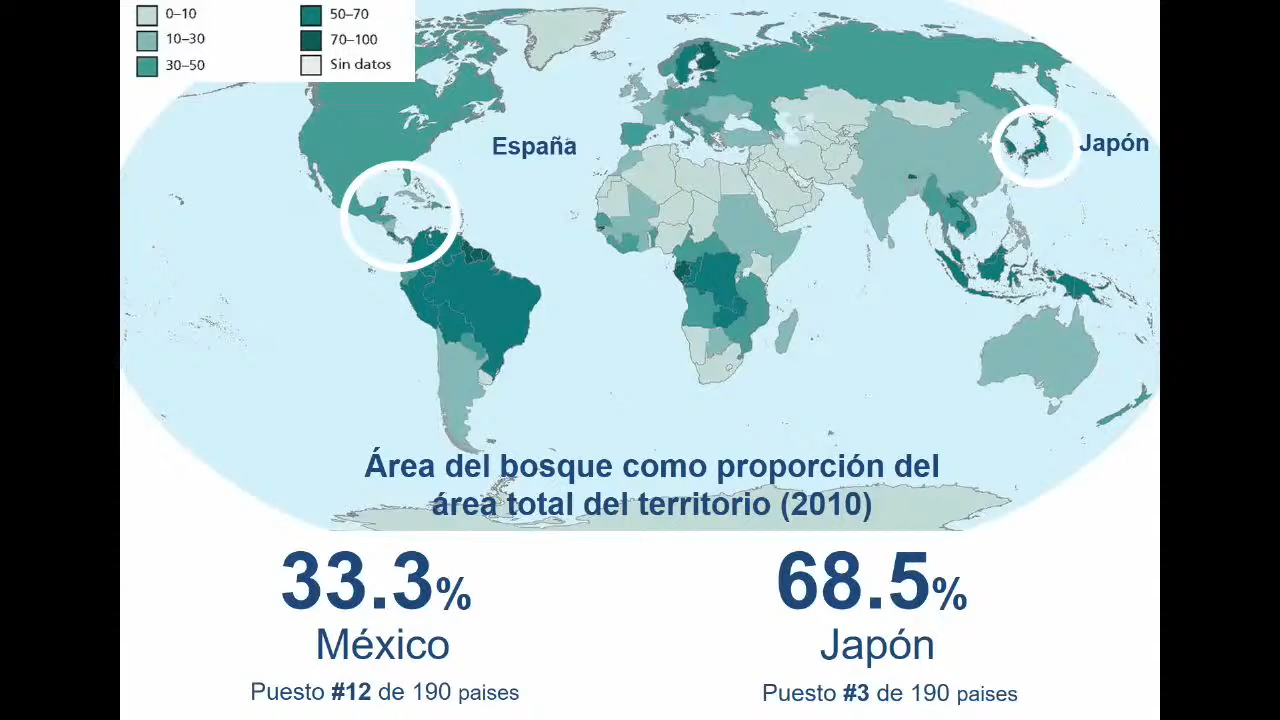 0–10
10–30
30–50
50–70
70–100
Sin datos
España
Japón
Área del bosque como proporción del
área total del territorio (2010)
33.3%
México
Puesto #12 de 190 paises
68.5%
Japón
Puesto #3 de 190 paises